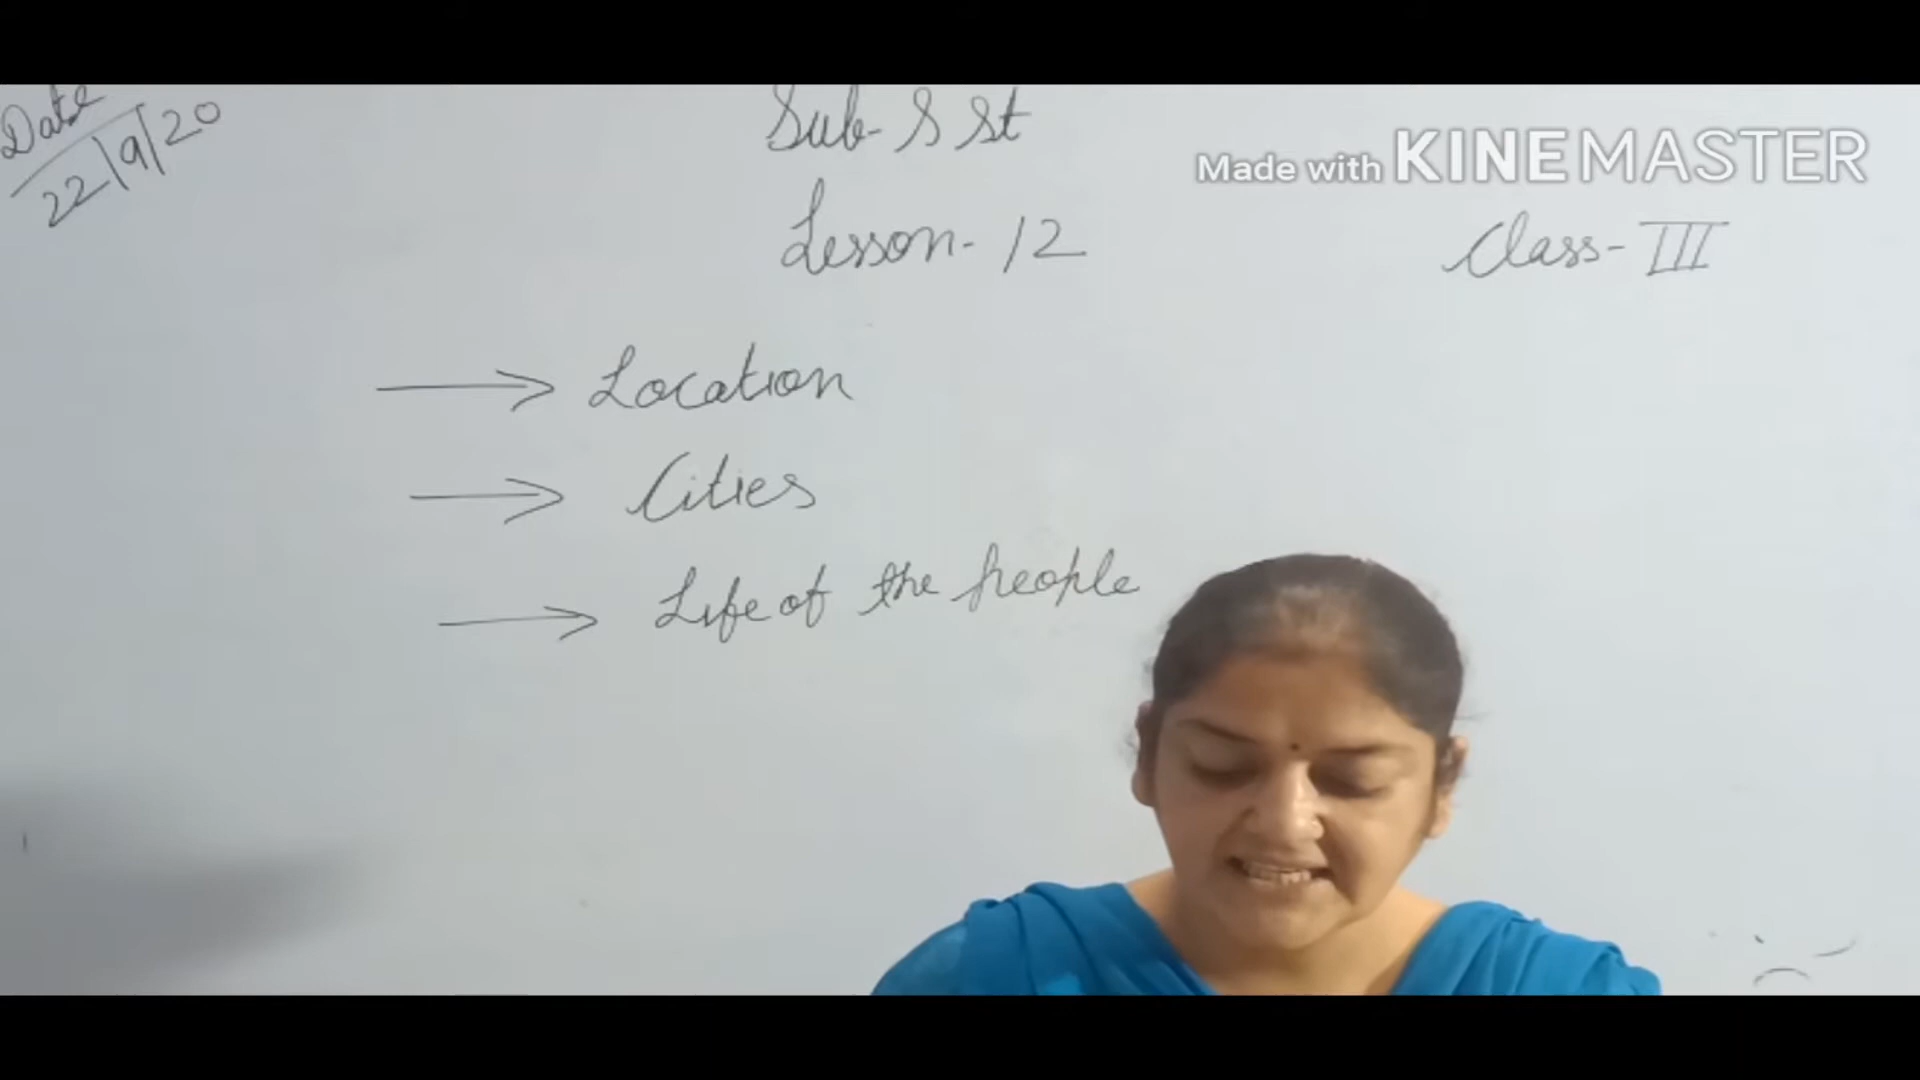 Date
22/9/20
Sub- S St
Made with KINEMASTER
Lesson- 12
Class- III
→ Location
→ Cities
→ Life of the people